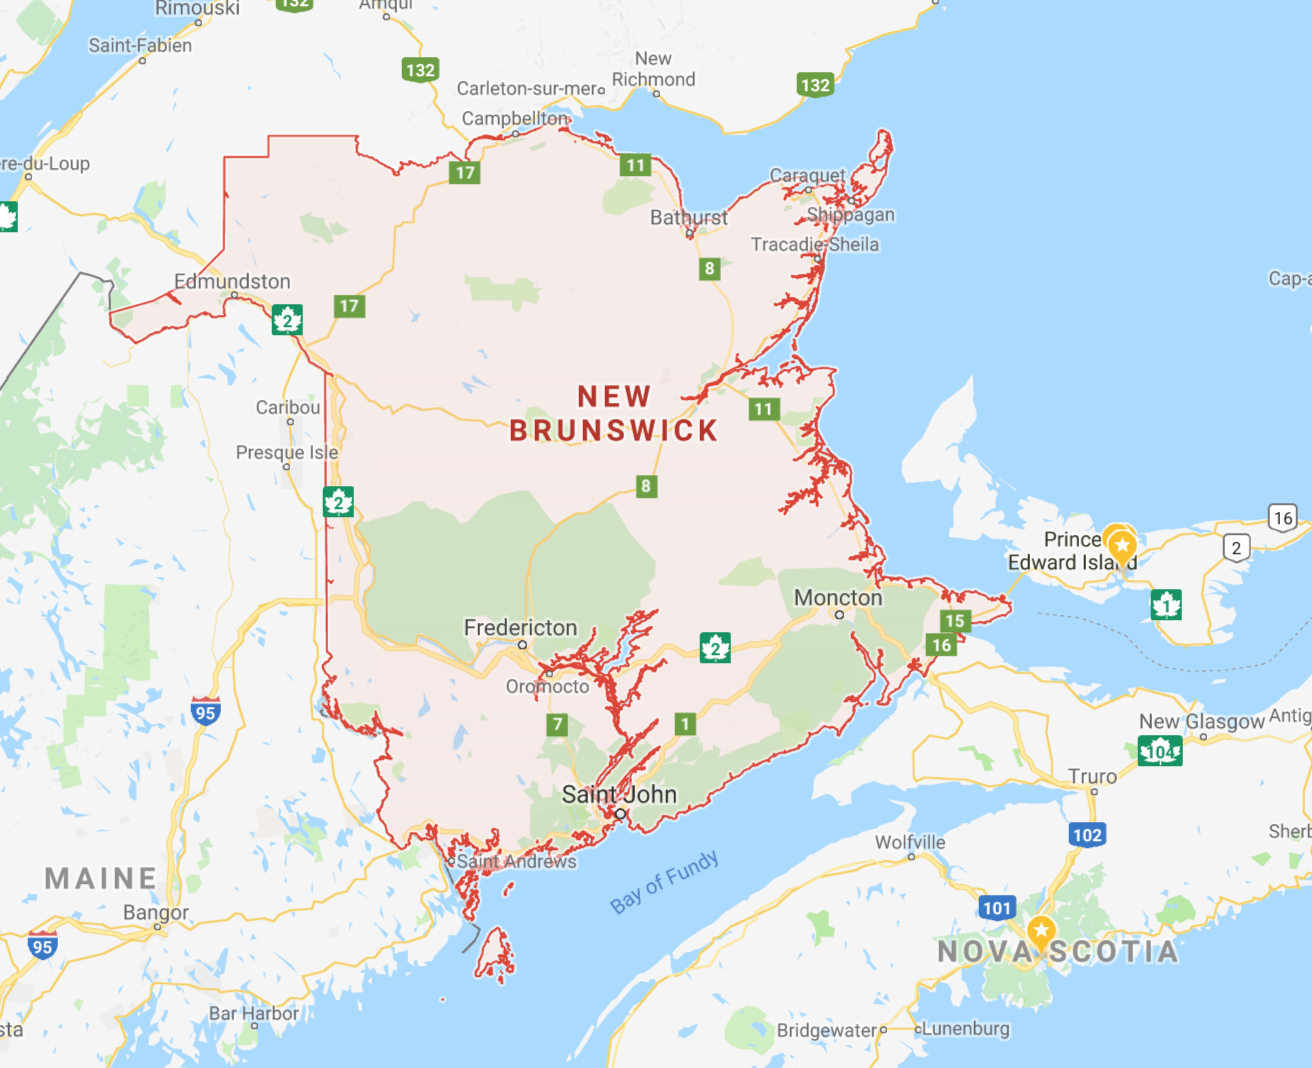 Rimouski
132
Amqui
Saint-Fabien
132
New
Richmond
132
Carleton-sur-mer
Campbellton
ere-du-Loup
17
11
Caraquet
Shippagan
Bathurst
Tracadie-Sheila
8
Edmundston
17
2
Cap-a
NEW
BRUNSWICK
11
Caribou
Presque Isle
2
8
16
Prince
Edward Island
2
1
Moncton
15
16
Fredericton
2
Oromocto
7
1
95
New Glasgow
Antig
104
Truro
Saint John
102
Sherb
Wolfville
Saint Andrews
Bay of Fundy
MAINE
Bangor
95
101
NOVA SCOTIA
Bar Harbor
sta
Bridgewater
Lunenburg